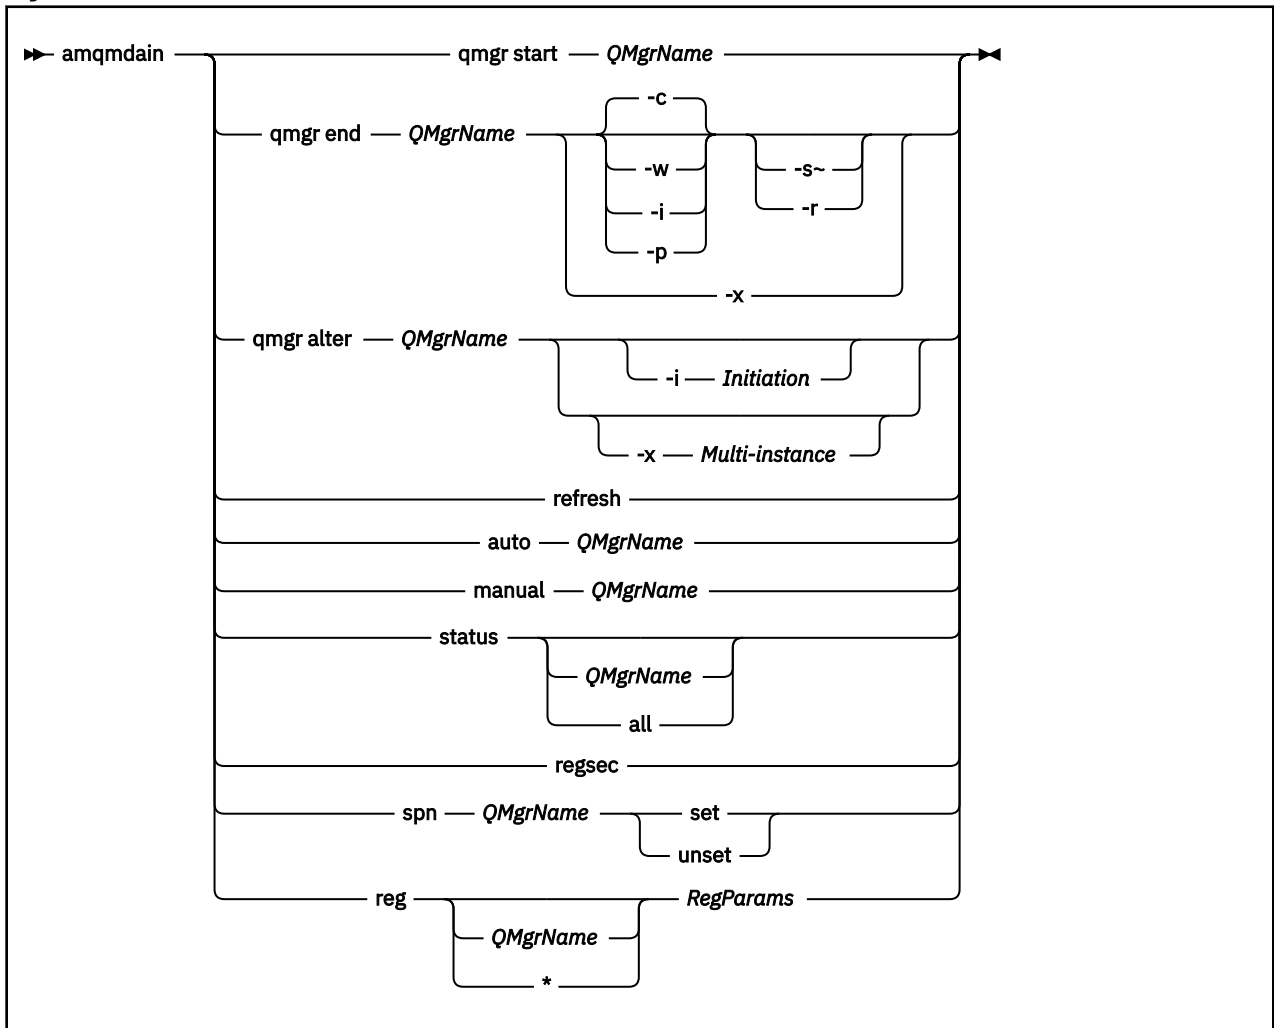 amqmdain qmgr start QMgrName
-c
qmgr end QMgrName
-w -s~
-i -r
-p
-x
qmgr alter QMgrName
-i Initiation
-x Multi-instance
refresh
auto QMgrName
manual QMgrName
status
QMgrName
all
regsec
spn QMgrName set
unset
reg RegParams
QMgrName
*